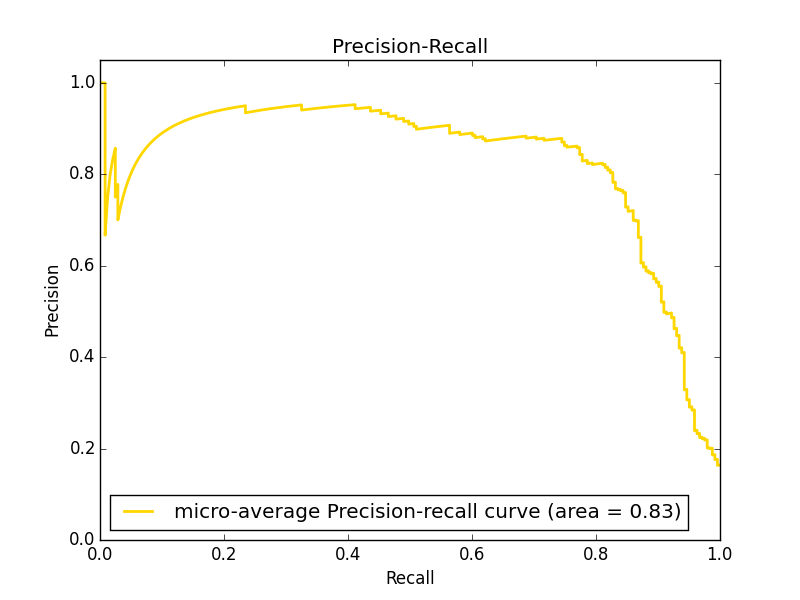 Precision-Recall
1.0
0.8
0.6
0.4
0.2
0.0
Precision
micro-average Precision-recall curve (area = 0.83)
0.0 0.2 0.4 0.6 0.8 1.0
Recall